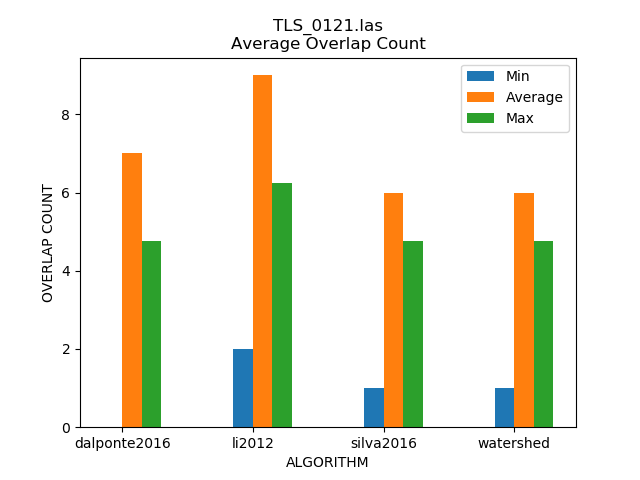 TLS_0121.las
Average Overlap Count
Min
Average
Max
8
6
4
2
0
OVERLAP COUNT
dalponte2016
li2012
silva2016
watershed
ALGORITHM